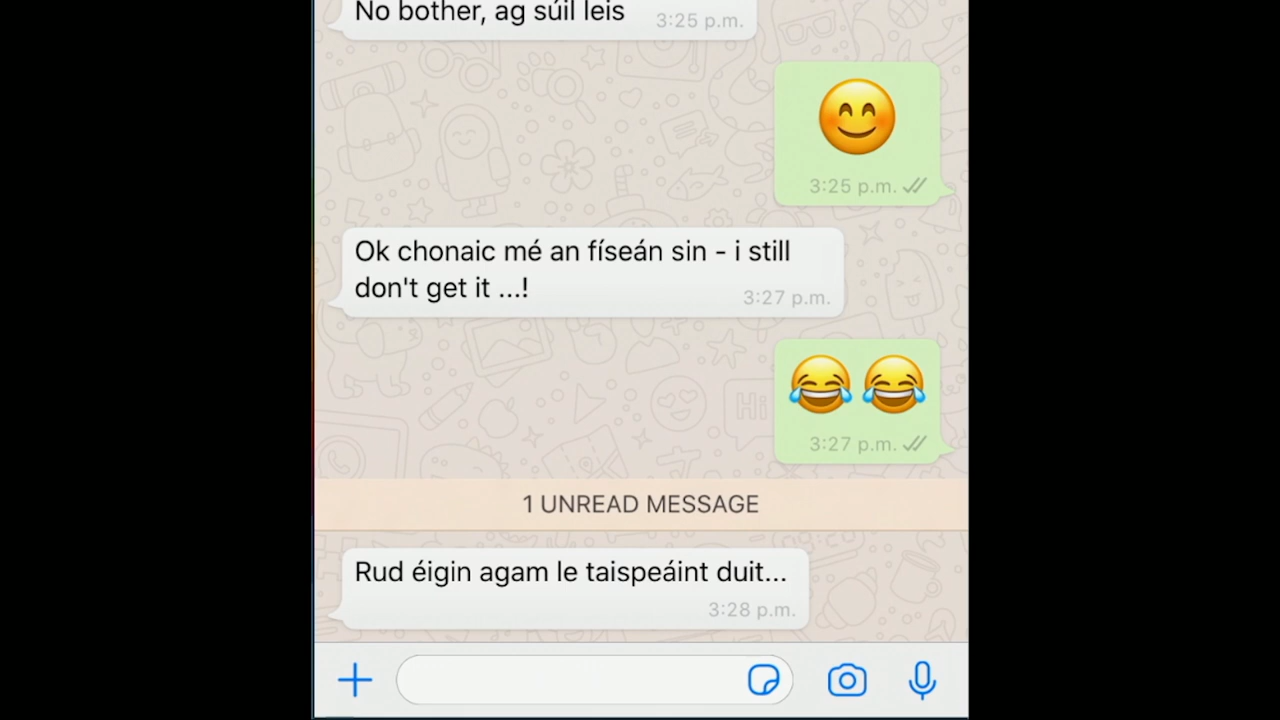 No bother, ag súil leis
3:25 p.m.
😊
3:25 p.m.
Ok chonaic mé an físeán sin - i still
don't get it ...!
3:27 p.m.
😂😂
3:27 p.m.
1 UNREAD MESSAGE
Rud éigin agam le taispeáint duit...
3:28 p.m.